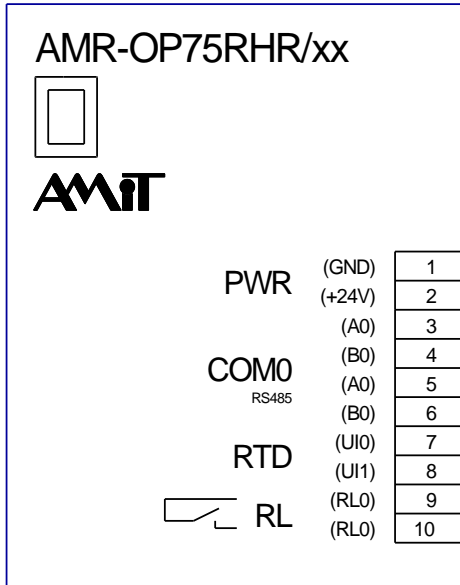 AMR-OP75RHR/xx
AMiT
PWR (GND) 1
(+24V) 2
(A0) 3
COM0 (B0) 4
RS485 (A0) 5
(B0) 6
RTD (UI0) 7
(UI1) 8
RL (RL0) 9
(RL0) 10